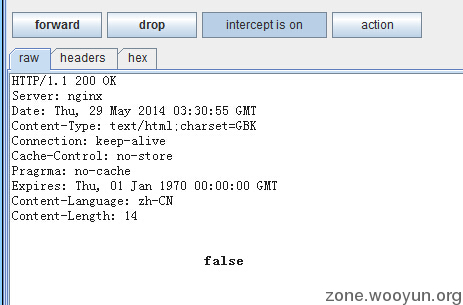 forward drop intercept is on action
raw headers hex
HTTP/1.1 200 OK
Server: nginx
Date: Thu, 29 May 2014 03:30:55 GMT
Content-Type: text/html;charset=GBK
Connection: keep-alive
Cache-Control: no-store
Pragrma: no-cache
Expires: Thu, 01 Jan 1970 00:00:00 GMT
Content-Language: zh-CN
Content-Length: 14
false
zone.wooyun.org